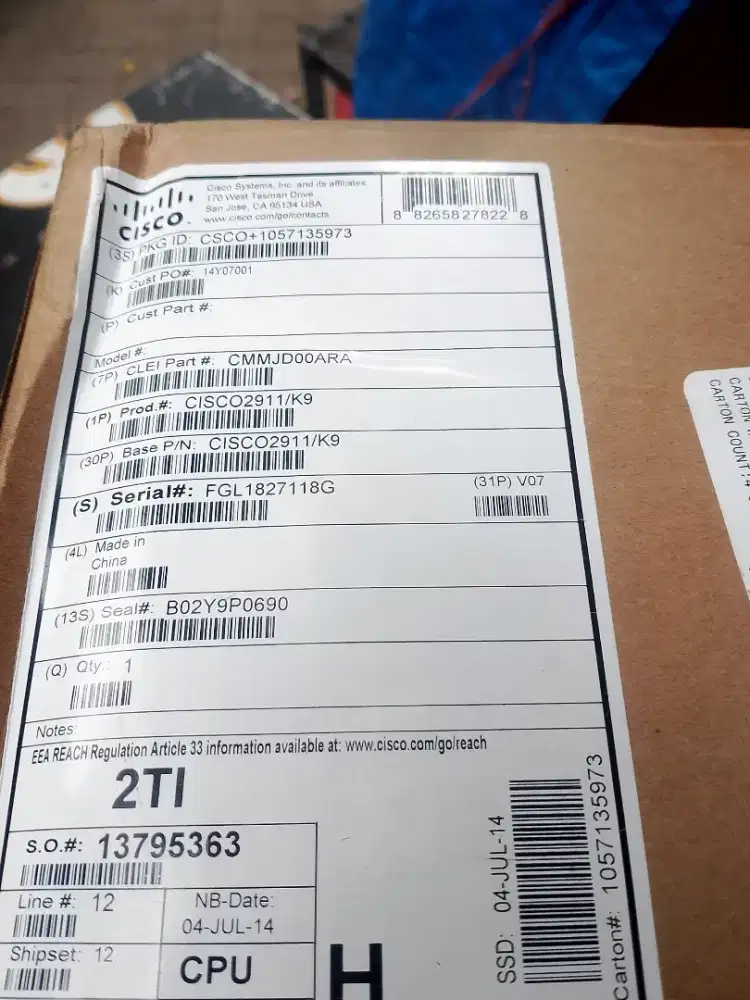 CISCO
Cisco Systems, Inc. and its affiliates
170 West Tasman Drive
San Jose, CA 95134 USA
www.cisco.com/go/contacts
8 82658 27822 8
(3S) PKG ID: CSCO+1057135973
(K) Cust PO#: 14Y07001
(P) Cust Part #:
Model #:
(7P) CLEI Part #: CMMJD00ARA
(1P) Prod.#: CISCO2911/K9
(30P) Base P/N: CISCO2911/K9
(S) Serial#: FGL1827118G
(31P) V07
(4L) Made in
China
(13S) Seal#: B02Y9P0690
(Q) Qty.: 1
Notes:
EEA REACH Regulation Article 33 information available at: www.cisco.com/go/reach
2TI
S.O.#: 13795363
Line #: 12
NB-Date:
04-JUL-14
Shipset: 12
CPU
H
SSD: 04-JUL-14
Carton#: 1057135973
CARTON
CARTON COUNT:4